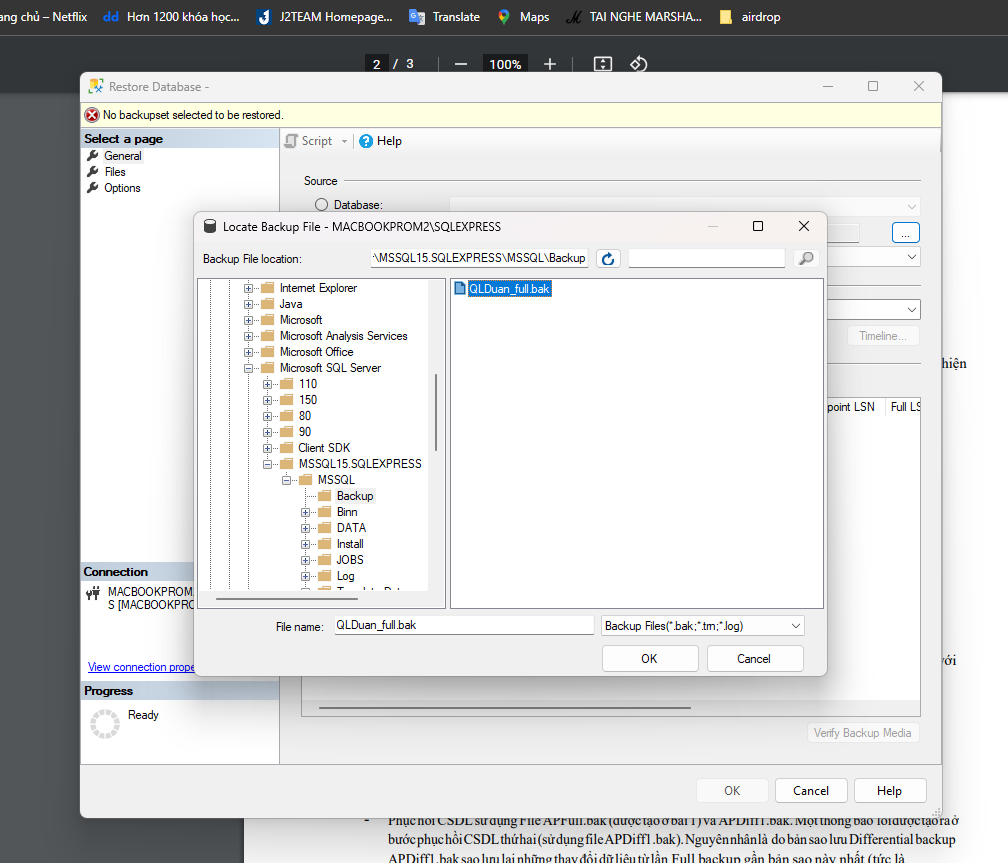 ang chủ – Netflix
dd Hơn 1200 khóa học...
J2TEAM Homepage...
Translate
Maps
TAI NGHE MARSHA...
airdrop
2 / 3
100%
Restore Database -
No backupset selected to be restored.
Select a page
General
Files
Options
Script
Help
Source
Database:
...
Timeline...
point LSN
Full LS
Locate Backup File - MACBOOKPROM2\SQLEXPRESS
Backup File location:
:\MSSQL15.SQLEXPRESS\MSSQL\Backup
Internet Explorer
Java
Microsoft
Microsoft Analysis Services
Microsoft Office
Microsoft SQL Server
110
150
80
90
Client SDK
MSSQL15.SQLEXPRESS
MSSQL
Backup
Binn
DATA
Install
JOBS
Log
QLDuan_full.bak
File name:
QLDuan_full.bak
Backup Files(*.bak;*.trn;*.log)
OK
Cancel
Connection
MACBOOKPROM
S [MACBOOKPRO
View connection prope
Progress
Ready
Verify Backup Media
OK
Cancel
Help
hiện
với
- Phục hồi CSDL sử dụng File APFull.bak (được tạo ở bài 1) và APDiff1.bak. Một thông báo lỗi được tạo ra ở
bước phục hồi CSDL thứ hai (sử dụng file APDiff1.bak). Nguyên nhân là do bản sao lưu Differential backup
APDiff1.bak sao lưu lại những thay đổi dữ liệu từ lần Full backup gần bản sao này nhất (tức là